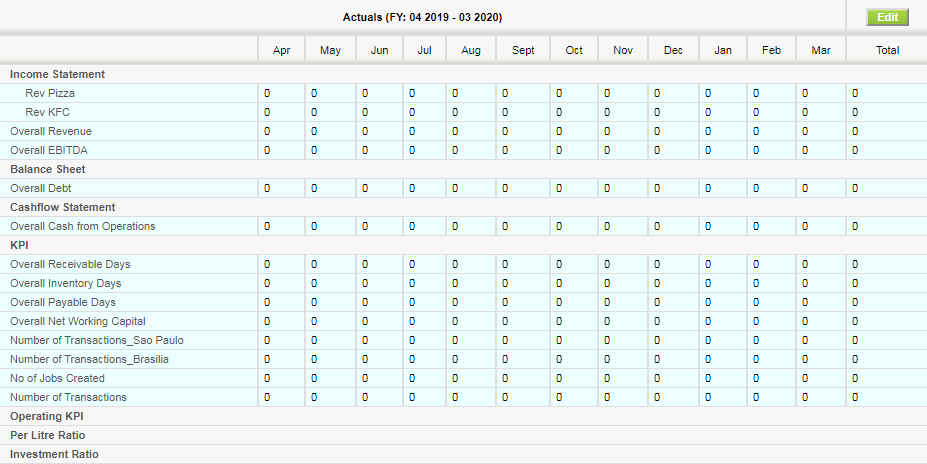 Actuals (FY: 04 2019 - 03 2020) Edit
Apr May Jun Jul Aug Sept Oct Nov Dec Jan Feb Mar Total
Income Statement
Rev Pizza 0 0 0 0 0 0 0 0 0 0 0 0 0
Rev KFC 0 0 0 0 0 0 0 0 0 0 0 0 0
Overall Revenue 0 0 0 0 0 0 0 0 0 0 0 0 0
Overall EBITDA 0 0 0 0 0 0 0 0 0 0 0 0 0
Balance Sheet
Overall Debt 0 0 0 0 0 0 0 0 0 0 0 0 0
Cashflow Statement
Overall Cash from Operations 0 0 0 0 0 0 0 0 0 0 0 0 0
KPI
Overall Receivable Days 0 0 0 0 0 0 0 0 0 0 0 0 0
Overall Inventory Days 0 0 0 0 0 0 0 0 0 0 0 0 0
Overall Payable Days 0 0 0 0 0 0 0 0 0 0 0 0 0
Overall Net Working Capital 0 0 0 0 0 0 0 0 0 0 0 0 0
Number of Transactions_Sao Paulo 0 0 0 0 0 0 0 0 0 0 0 0 0
Number of Transactions_Brasilia 0 0 0 0 0 0 0 0 0 0 0 0 0
No of Jobs Created 0 0 0 0 0 0 0 0 0 0 0 0 0
Number of Transactions 0 0 0 0 0 0 0 0 0 0 0 0 0
Operating KPI
Per Litre Ratio
Investment Ratio